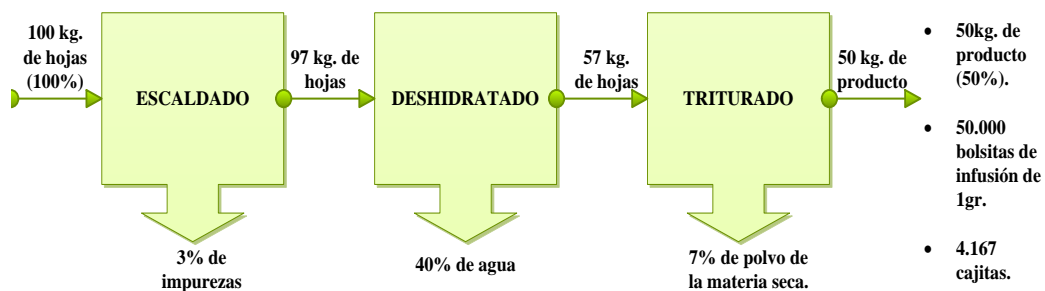 100 kg.
de hojas
(100%)
ESCALDADO
3% de
impurezas
97 kg. de
hojas
DESHIDRATADO
40% de agua
57 kg.
de hojas
TRITURADO
7% de polvo de
la materia seca.
50 kg. de
producto
• 50kg. de
producto
(50%).
• 50.000
bolsitas de
infusión de
1gr.
• 4.167
cajitas.